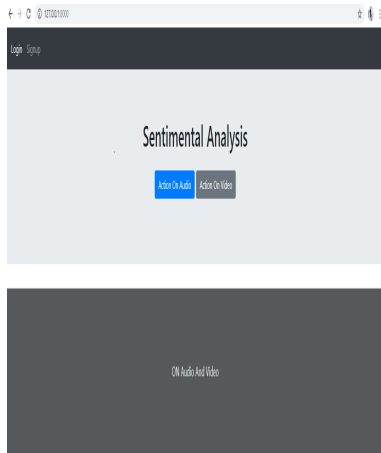 127.0.0.1:8000
Login Signup
Sentimental Analysis
Action On Audio Action On Video
ON Audio And Video